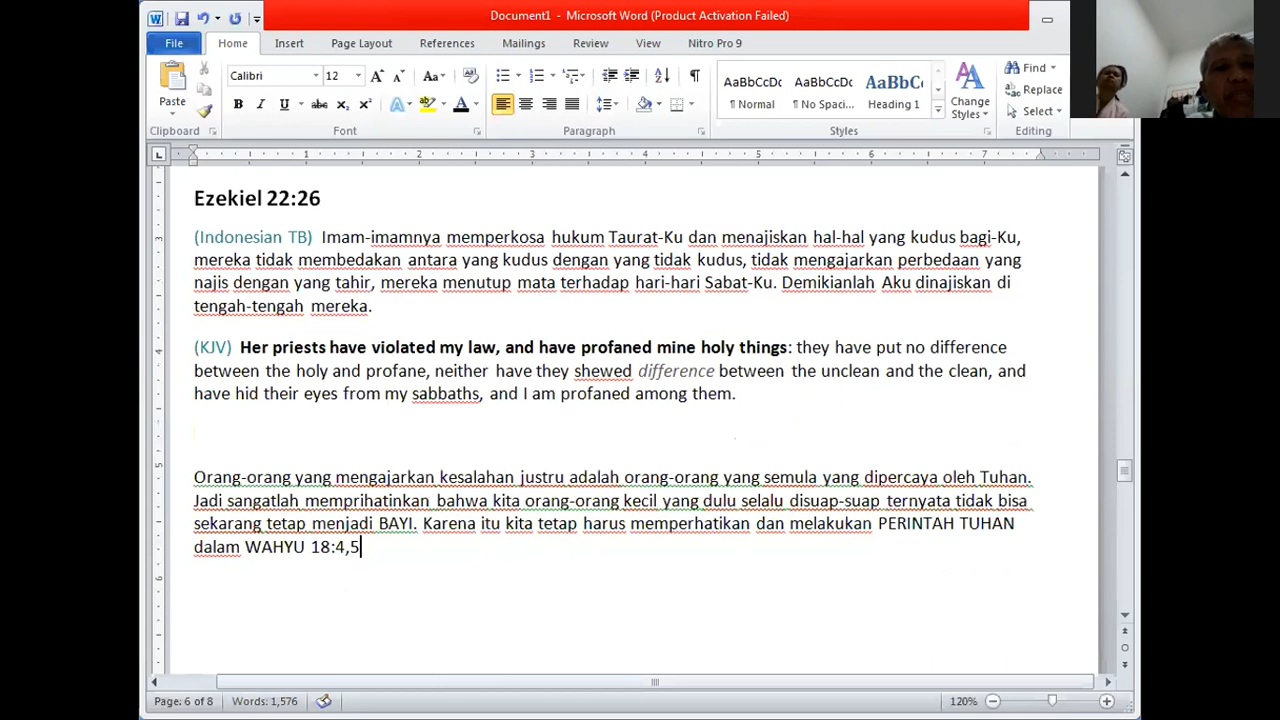 Document1 - Microsoft Word (Product Activation Failed)
File Home Insert Page Layout References Mailings Review View Nitro Pro 9
Calibri 12
Paste
B I U abc x₂ x²
AaBbCcDc AaBbCcDc AaBbC
¶ Normal ¶ No Spaci... Heading 1
Change Styles
Find
Replace
Select
Clipboard Font Paragraph Styles Editing
1 2 3 4 5 6 7
Ezekiel 22:26
(Indonesian TB) Imam-imamnya memperkosa hukum Taurat-Ku dan menajiskan hal-hal yang kudus bagi-Ku,
mereka tidak membedakan antara yang kudus dengan yang tidak kudus, tidak mengajarkan perbedaan yang
najis dengan yang tahir, mereka menutup mata terhadap hari-hari Sabat-Ku. Demikianlah Aku dinajiskan di
tengah-tengah mereka.
(KJV) Her priests have violated my law, and have profaned mine holy things: they have put no difference
between the holy and profane, neither have they shewed difference between the unclean and the clean, and
have hid their eyes from my sabbaths, and I am profaned among them.
Orang-orang yang mengajarkan kesalahan justru adalah orang-orang yang semula yang dipercaya oleh Tuhan.
Jadi sangatlah memprihatinkan bahwa kita orang-orang kecil yang dulu selalu disuap-suap ternyata tidak bisa
sekarang tetap menjadi BAYI. Karena itu kita tetap harus memperhatikan dan melakukan PERINTAH TUHAN
dalam WAHYU 18:4,5
Page: 6 of 8 Words: 1,576 120%